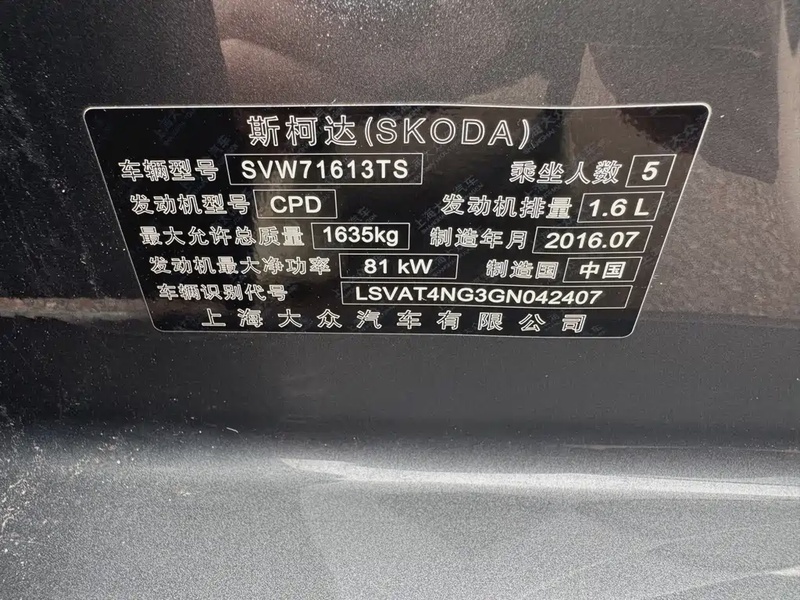 斯柯达(SKODA)
车辆型号 SVW71613TS 乘坐人数 5
发动机型号 CPD 发动机排量 1.6 L
最大允许总质量 1635kg 制造年月 2016.07
发动机最大净功率 81 kW 制造国 中国
车辆识别代号 LSVAT4NG3GN042407
上海大众汽车有限公司